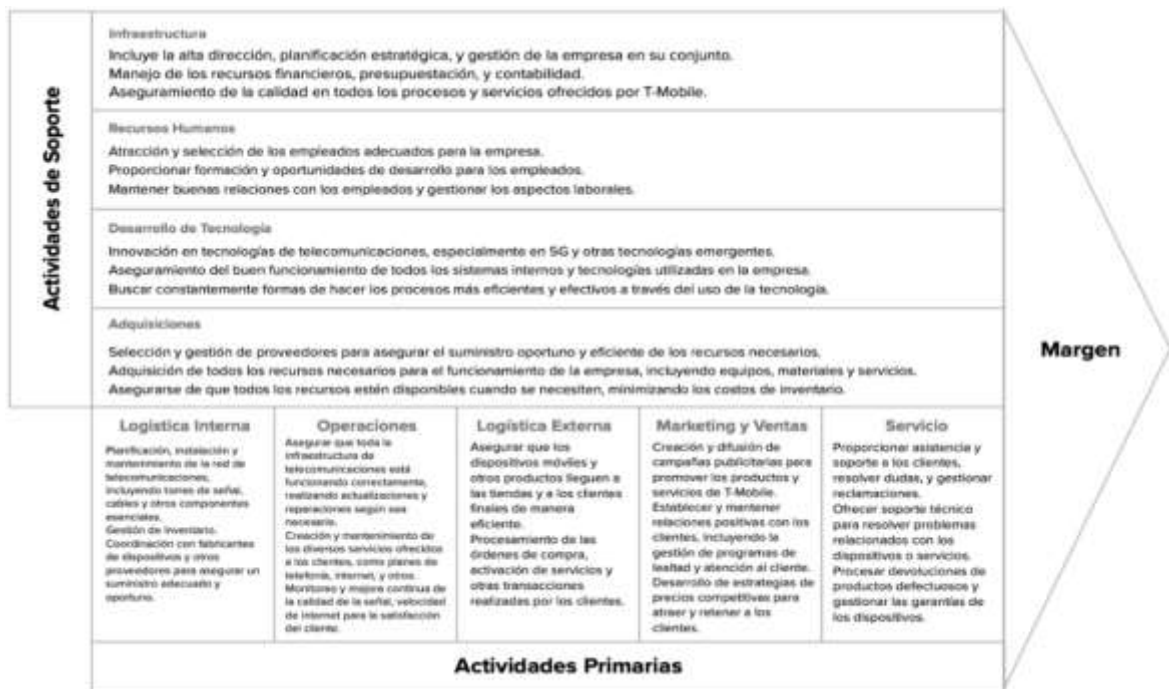 Actividades de Soporte
Infraestructura
Incluye la alta dirección, planificación estratégica, y gestión de la empresa en su conjunto.
Manejo de los recursos financieros, presupuestación, y contabilidad.
Aseguramiento de la calidad en todos los procesos y servicios ofrecidos por T-Mobile.
Recursos Humanos
Atracción y selección de los empleados adecuados para la empresa.
Proporcionar formación y oportunidades de desarrollo para los empleados.
Mantener buenas relaciones con los empleados y gestionar los aspectos laborales.
Desarrollo de Tecnología
Innovación en tecnologías de telecomunicaciones, especialmente en 5G y otras tecnologías emergentes.
Aseguramiento del buen funcionamiento de todos los sistemas internos y tecnologías utilizadas en la empresa.
Buscar constantemente formas de hacer los procesos más eficientes y efectivos a través del uso de la tecnología.
Adquisiciones
Selección y gestión de proveedores para asegurar el suministro oportuno y eficiente de los recursos necesarios.
Adquisición de todos los recursos necesarios para el funcionamiento de la empresa, incluyendo equipos, materiales y servicios.
Asegurarse de que todos los recursos estén disponibles cuando se necesiten, minimizando los costos de inventario.
Margen
Logística Interna
Planificación, instalación y
mantenimiento de la red de
telecomunicaciones,
incluyendo torres de señal,
cables y otros componentes
esenciales.
Gestión de Inventario.
Coordinación con fabricantes
de dispositivos y otros
proveedores para asegurar un
suministro adecuado y
oportuno.
Operaciones
Asegurar que toda la
infraestructura de
telecomunicaciones está
funcionando correctamente,
realizando actualizaciones y
reparaciones según sea
necesario.
Creación y mantenimiento de
los diversos servicios ofrecidos
a los clientes, como planes de
telefonía, internet, y otros.
Monitoreo y mejora continua de
la calidad de la señal, velocidad
de internet para la satisfacción
del cliente.
Logística Externa
Asegurar que los
dispositivos móviles y
otros productos lleguen a
las tiendas y a los clientes
finales de manera
eficiente.
Procesamiento de las
órdenes de compra,
activación de servicios y
otras transacciones
realizadas por los clientes.
Marketing y Ventas
Creación y difusión de
campañas publicitarias para
promover los productos y
servicios de T-Mobile.
Establecer y mantener
relaciones positivas con los
clientes, incluyendo la
gestión de programas de
lealtad y atención al cliente.
Desarrollo de estrategias de
precios competitivas para
atraer y retener a los
clientes.
Servicio
Proporcionar asistencia y
soporte a los clientes,
resolver dudas, y gestionar
reclamaciones.
Ofrecer soporte técnico
para resolver problemas
relacionados con los
dispositivos o servicios.
Procesar devoluciones de
productos defectuosos y
gestionar las garantías de
los dispositivos.
Actividades Primarias